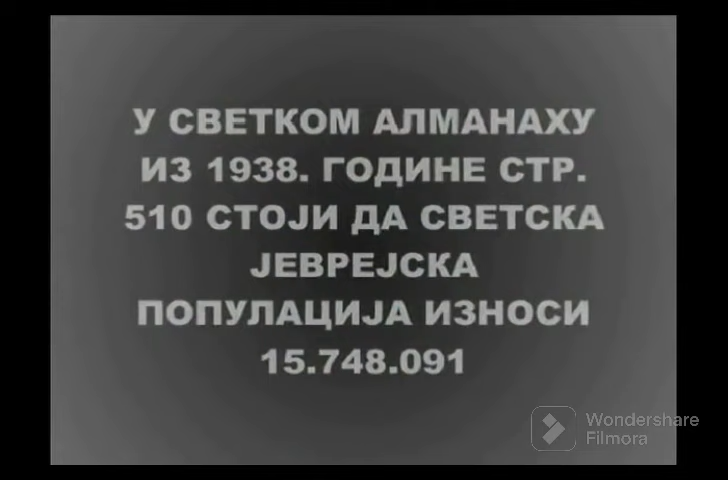 У СВЕТКОМ АЛМАНАХУ
ИЗ 1938. ГОДИНЕ СТР.
510 СТОЈИ ДА СВЕТСКА
ЈЕВРЕЈСКА
ПОПУЛАЦИЈА ИЗНОСИ
15.748.091
Wondershare
Filmora